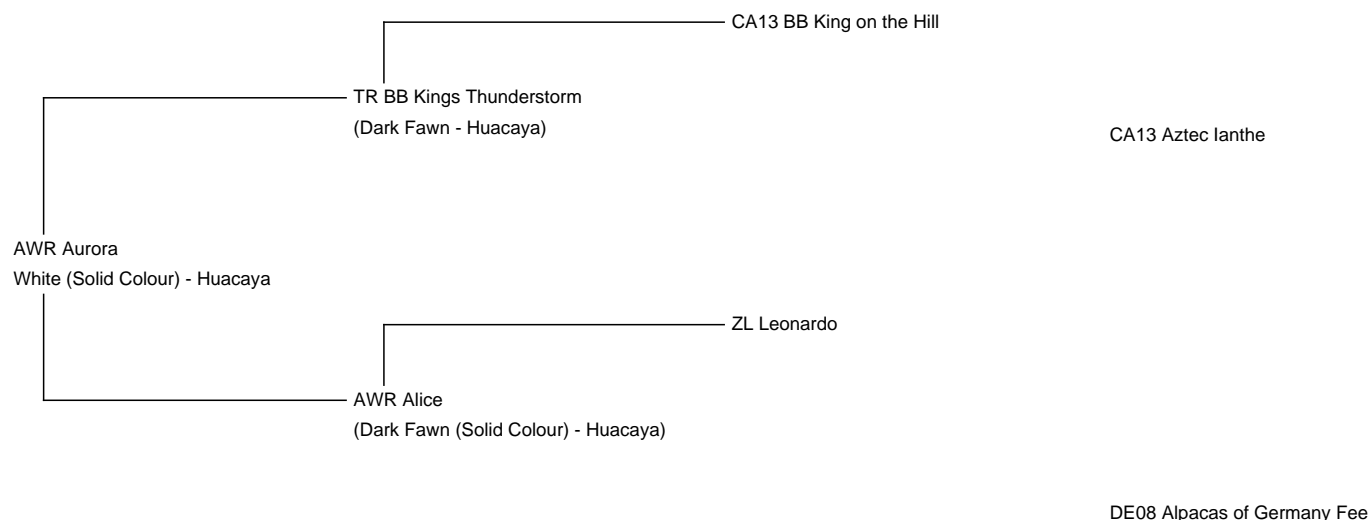 CA13 BB King on the Hill
TR BB Kings Thunderstorm
(Dark Fawn - Huacaya)
CA13 Aztec Ianthe
AWR Aurora
White (Solid Colour) - Huacaya
ZL Leonardo
AWR Alice
(Dark Fawn (Solid Colour) - Huacaya)
DE08 Alpacas of Germany Fee